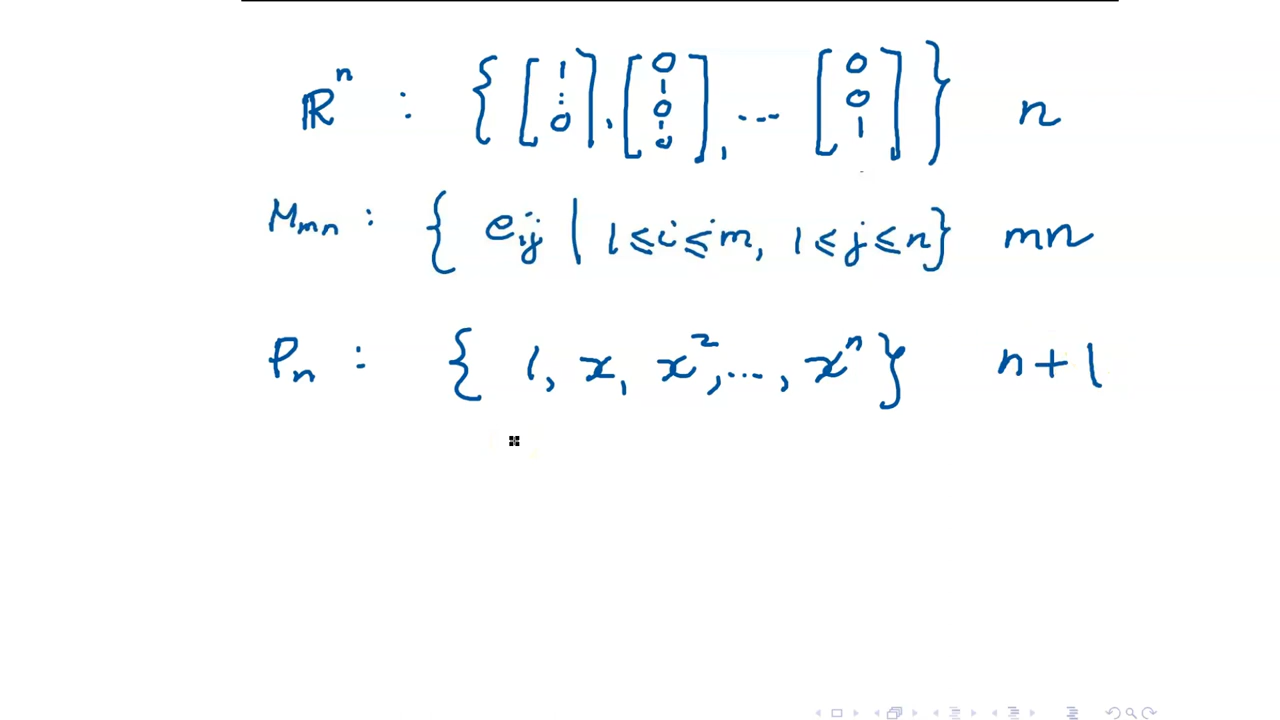 ℝⁿ : { [1 ⋮ 0], [0 1 0 ⋮ 0], ... [0 0 1] } n
Mₘₙ : { eᵢⱼ | 1 ≤ i ≤ m, 1 ≤ j ≤ n } mn
Pₙ : { 1, x, x², ..., xⁿ } n + 1